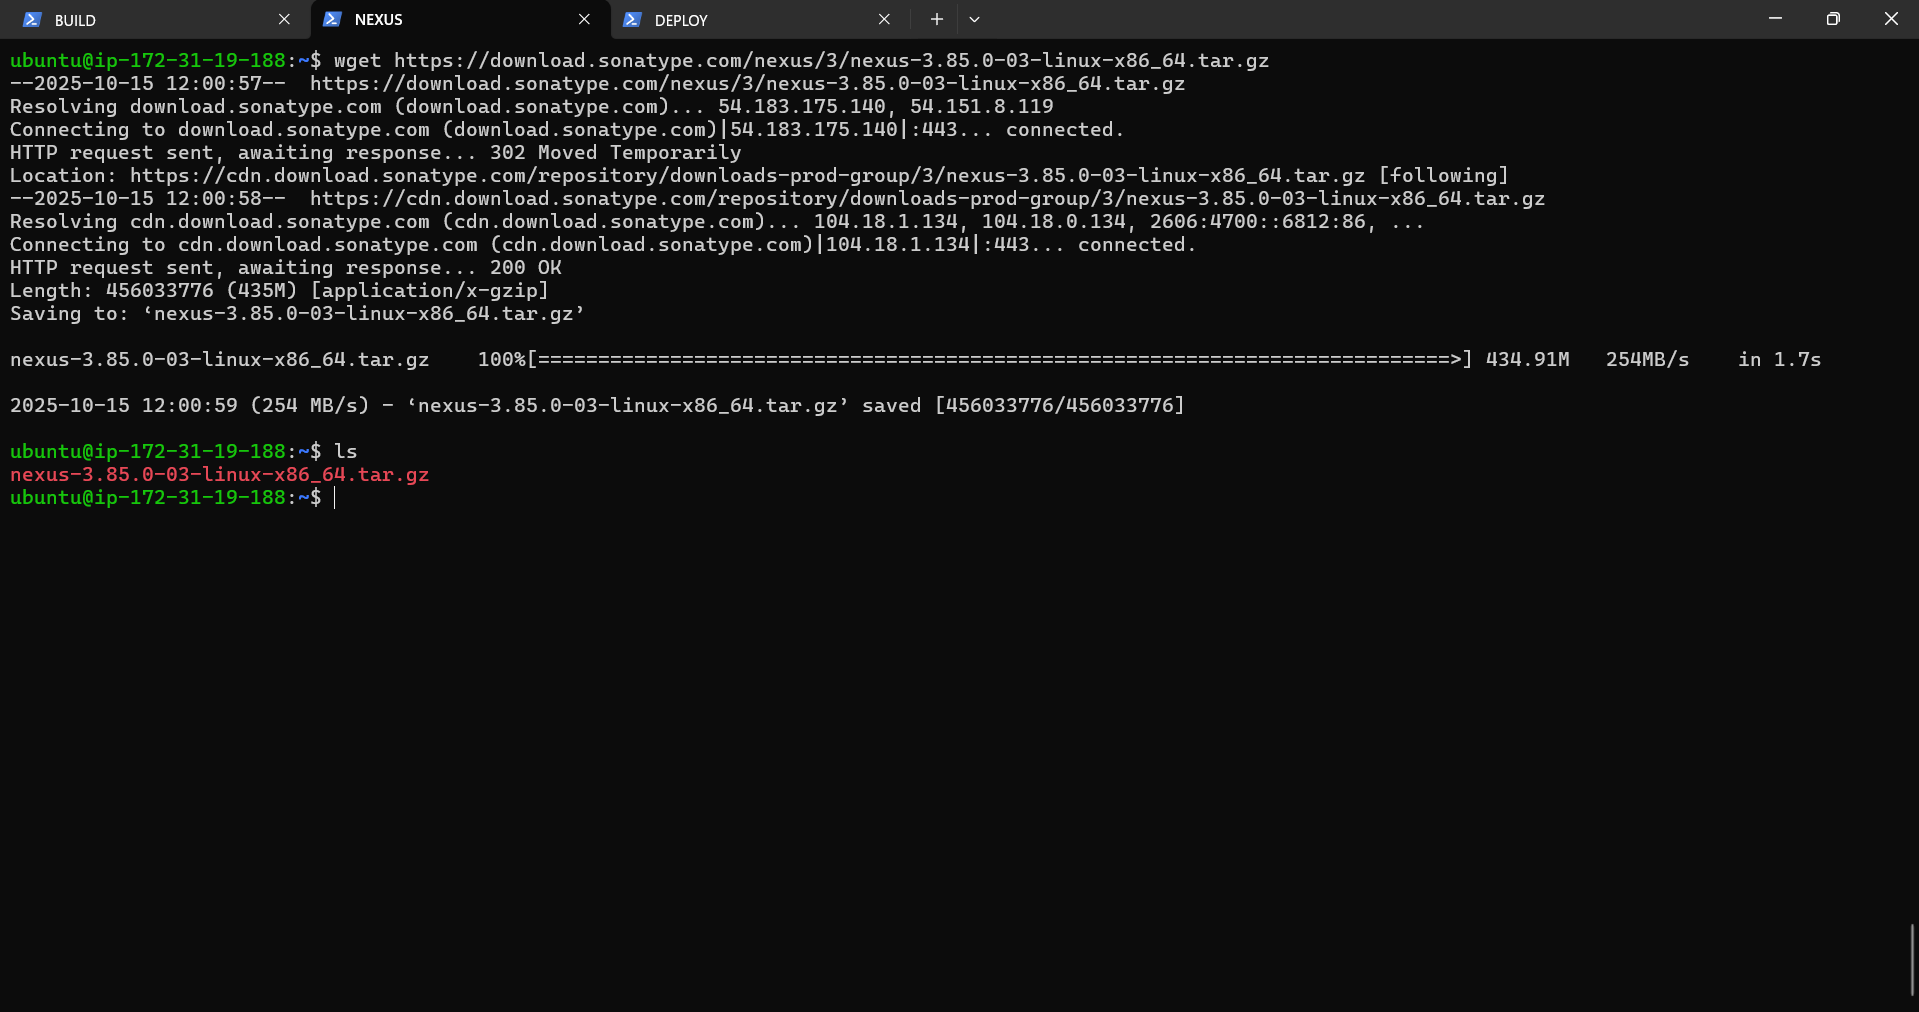 BUILD
NEXUS
DEPLOY
ubuntu@ip-172-31-19-188:~$ wget https://download.sonatype.com/nexus/3/nexus-3.85.0-03-linux-x86_64.tar.gz
--2025-10-15 12:00:57--  https://download.sonatype.com/nexus/3/nexus-3.85.0-03-linux-x86_64.tar.gz
Resolving download.sonatype.com (download.sonatype.com)... 54.183.175.140, 54.151.8.119
Connecting to download.sonatype.com (download.sonatype.com)|54.183.175.140|:443... connected.
HTTP request sent, awaiting response... 302 Moved Temporarily
Location: https://cdn.download.sonatype.com/repository/downloads-prod-group/3/nexus-3.85.0-03-linux-x86_64.tar.gz [following]
--2025-10-15 12:00:58--  https://cdn.download.sonatype.com/repository/downloads-prod-group/3/nexus-3.85.0-03-linux-x86_64.tar.gz
Resolving cdn.download.sonatype.com (cdn.download.sonatype.com)... 104.18.1.134, 104.18.0.134, 2606:4700::6812:86, ...
Connecting to cdn.download.sonatype.com (cdn.download.sonatype.com)|104.18.1.134|:443... connected.
HTTP request sent, awaiting response... 200 OK
Length: 456033776 (435M) [application/x-gzip]
Saving to: ‘nexus-3.85.0-03-linux-x86_64.tar.gz’
nexus-3.85.0-03-linux-x86_64.tar.gz    100%[============================================================================>] 434.91M   254MB/s    in 1.7s
2025-10-15 12:00:59 (254 MB/s) - ‘nexus-3.85.0-03-linux-x86_64.tar.gz’ saved [456033776/456033776]
ubuntu@ip-172-31-19-188:~$ ls
nexus-3.85.0-03-linux-x86_64.tar.gz
ubuntu@ip-172-31-19-188:~$